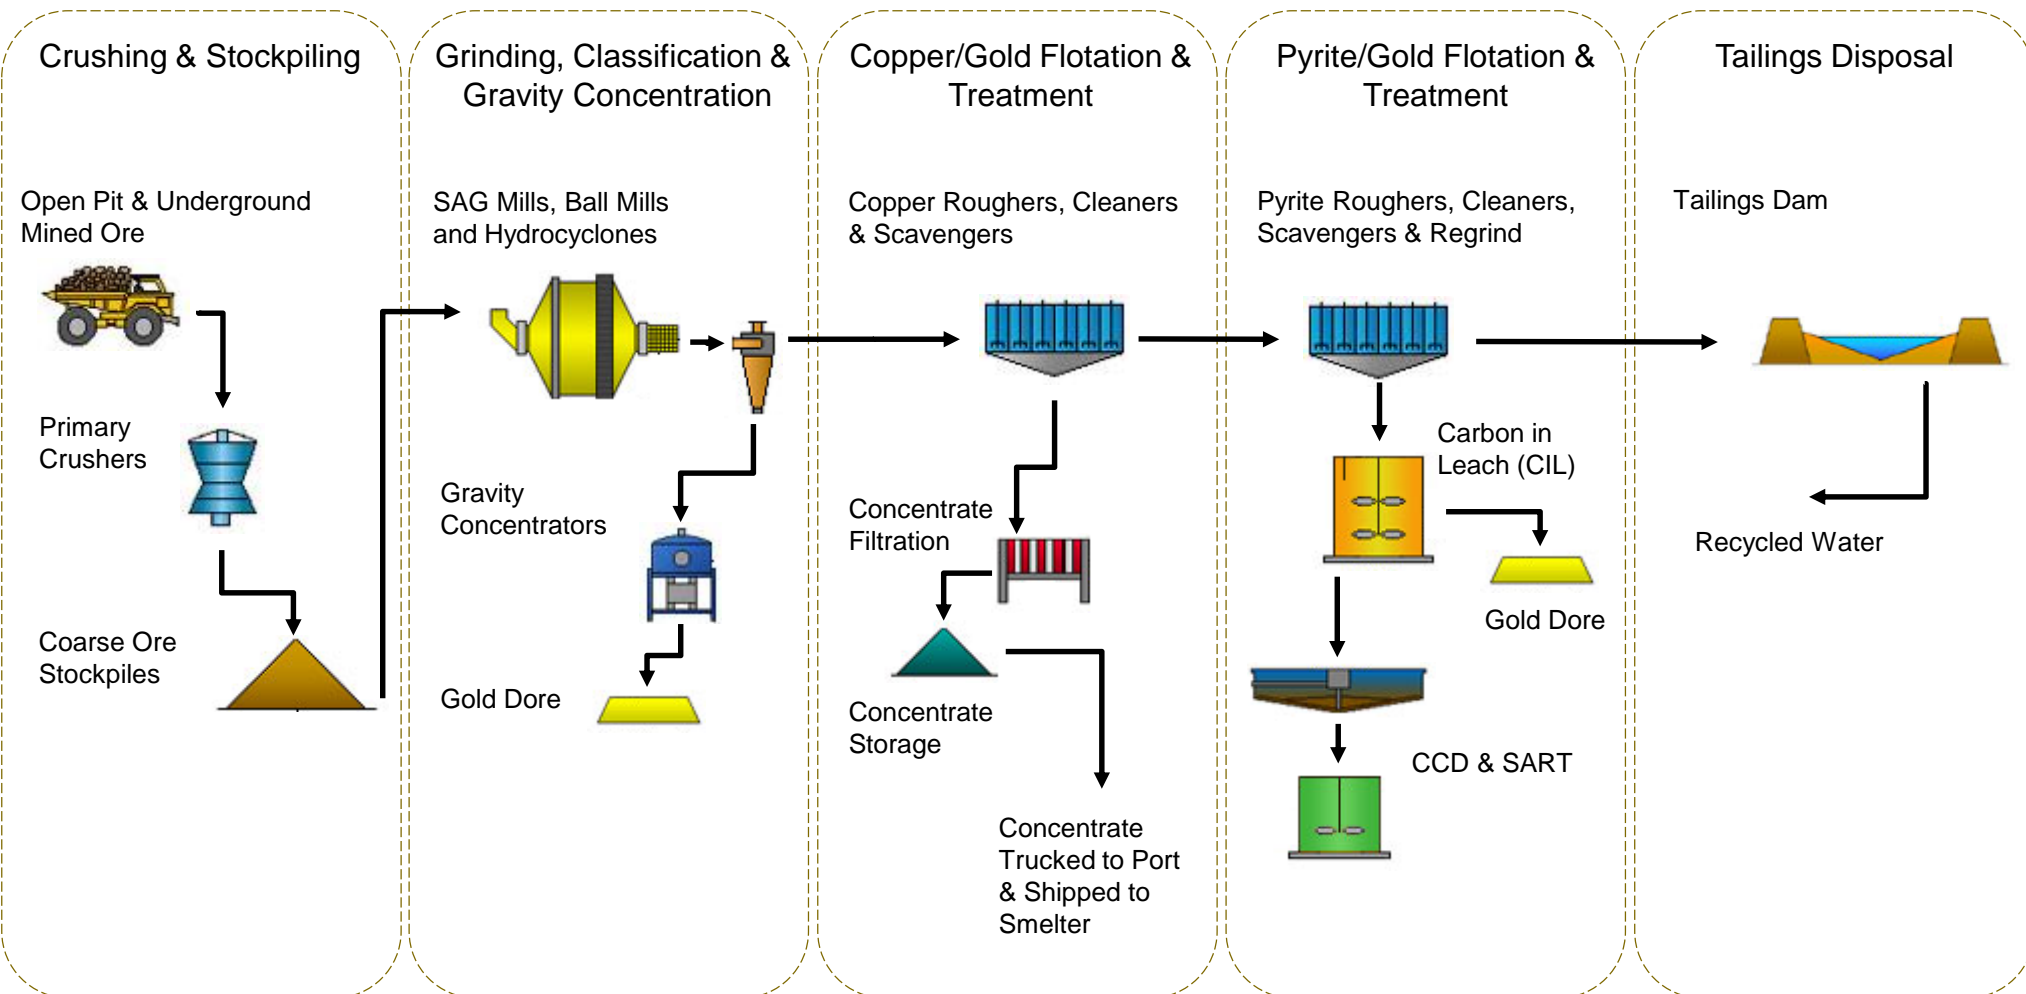 Crushing & Stockpiling
Open Pit & Underground
Mined Ore
Primary
Crushers
Coarse Ore
Stockpiles
Grinding, Classification &
Gravity Concentration
SAG Mills, Ball Mills
and Hydrocyclones
Gravity
Concentrators
Gold Dore
Copper/Gold Flotation &
Treatment
Copper Roughers, Cleaners
& Scavengers
Concentrate
Filtration
Concentrate
Storage
Concentrate
Trucked to Port
& Shipped to
Smelter
Pyrite/Gold Flotation &
Treatment
Pyrite Roughers, Cleaners,
Scavengers & Regrind
Carbon in
Leach (CIL)
Gold Dore
CCD & SART
Tailings Disposal
Tailings Dam
Recycled Water